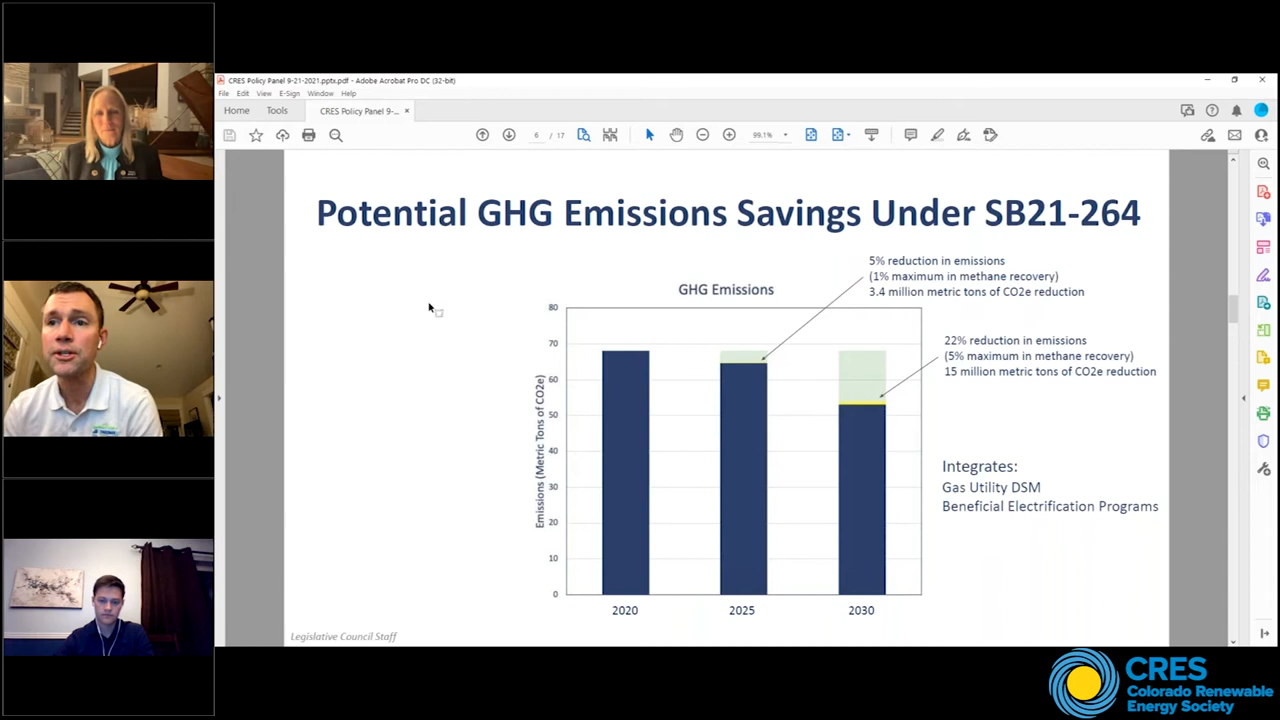 CRES Policy Panel 9-21-2021.pptx.pdf - Adobe Acrobat Pro DC (32-bit)
File Edit View E-Sign Window Help
Home Tools CRES Policy Panel 9-... ×
6 / 17 99.1%
Potential GHG Emissions Savings Under SB21-264
5% reduction in emissions
(1% maximum in methane recovery)
3.4 million metric tons of CO2e reduction
GHG Emissions
22% reduction in emissions
(5% maximum in methane recovery)
15 million metric tons of CO2e reduction
Emissions (Metric Tons of CO2e)
80
70
60
50
40
30
20
10
0
2020 2025 2030
Integrates:
Gas Utility DSM
Beneficial Electrification Programs
Legislative Council Staff
CRES
Colorado Renewable
Energy Society